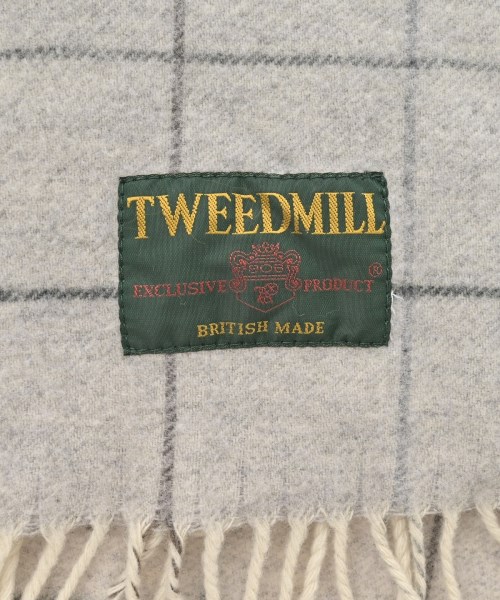 TWEEDMILL
EXCLUSIVE PRODUCT ®
BRITISH MADE